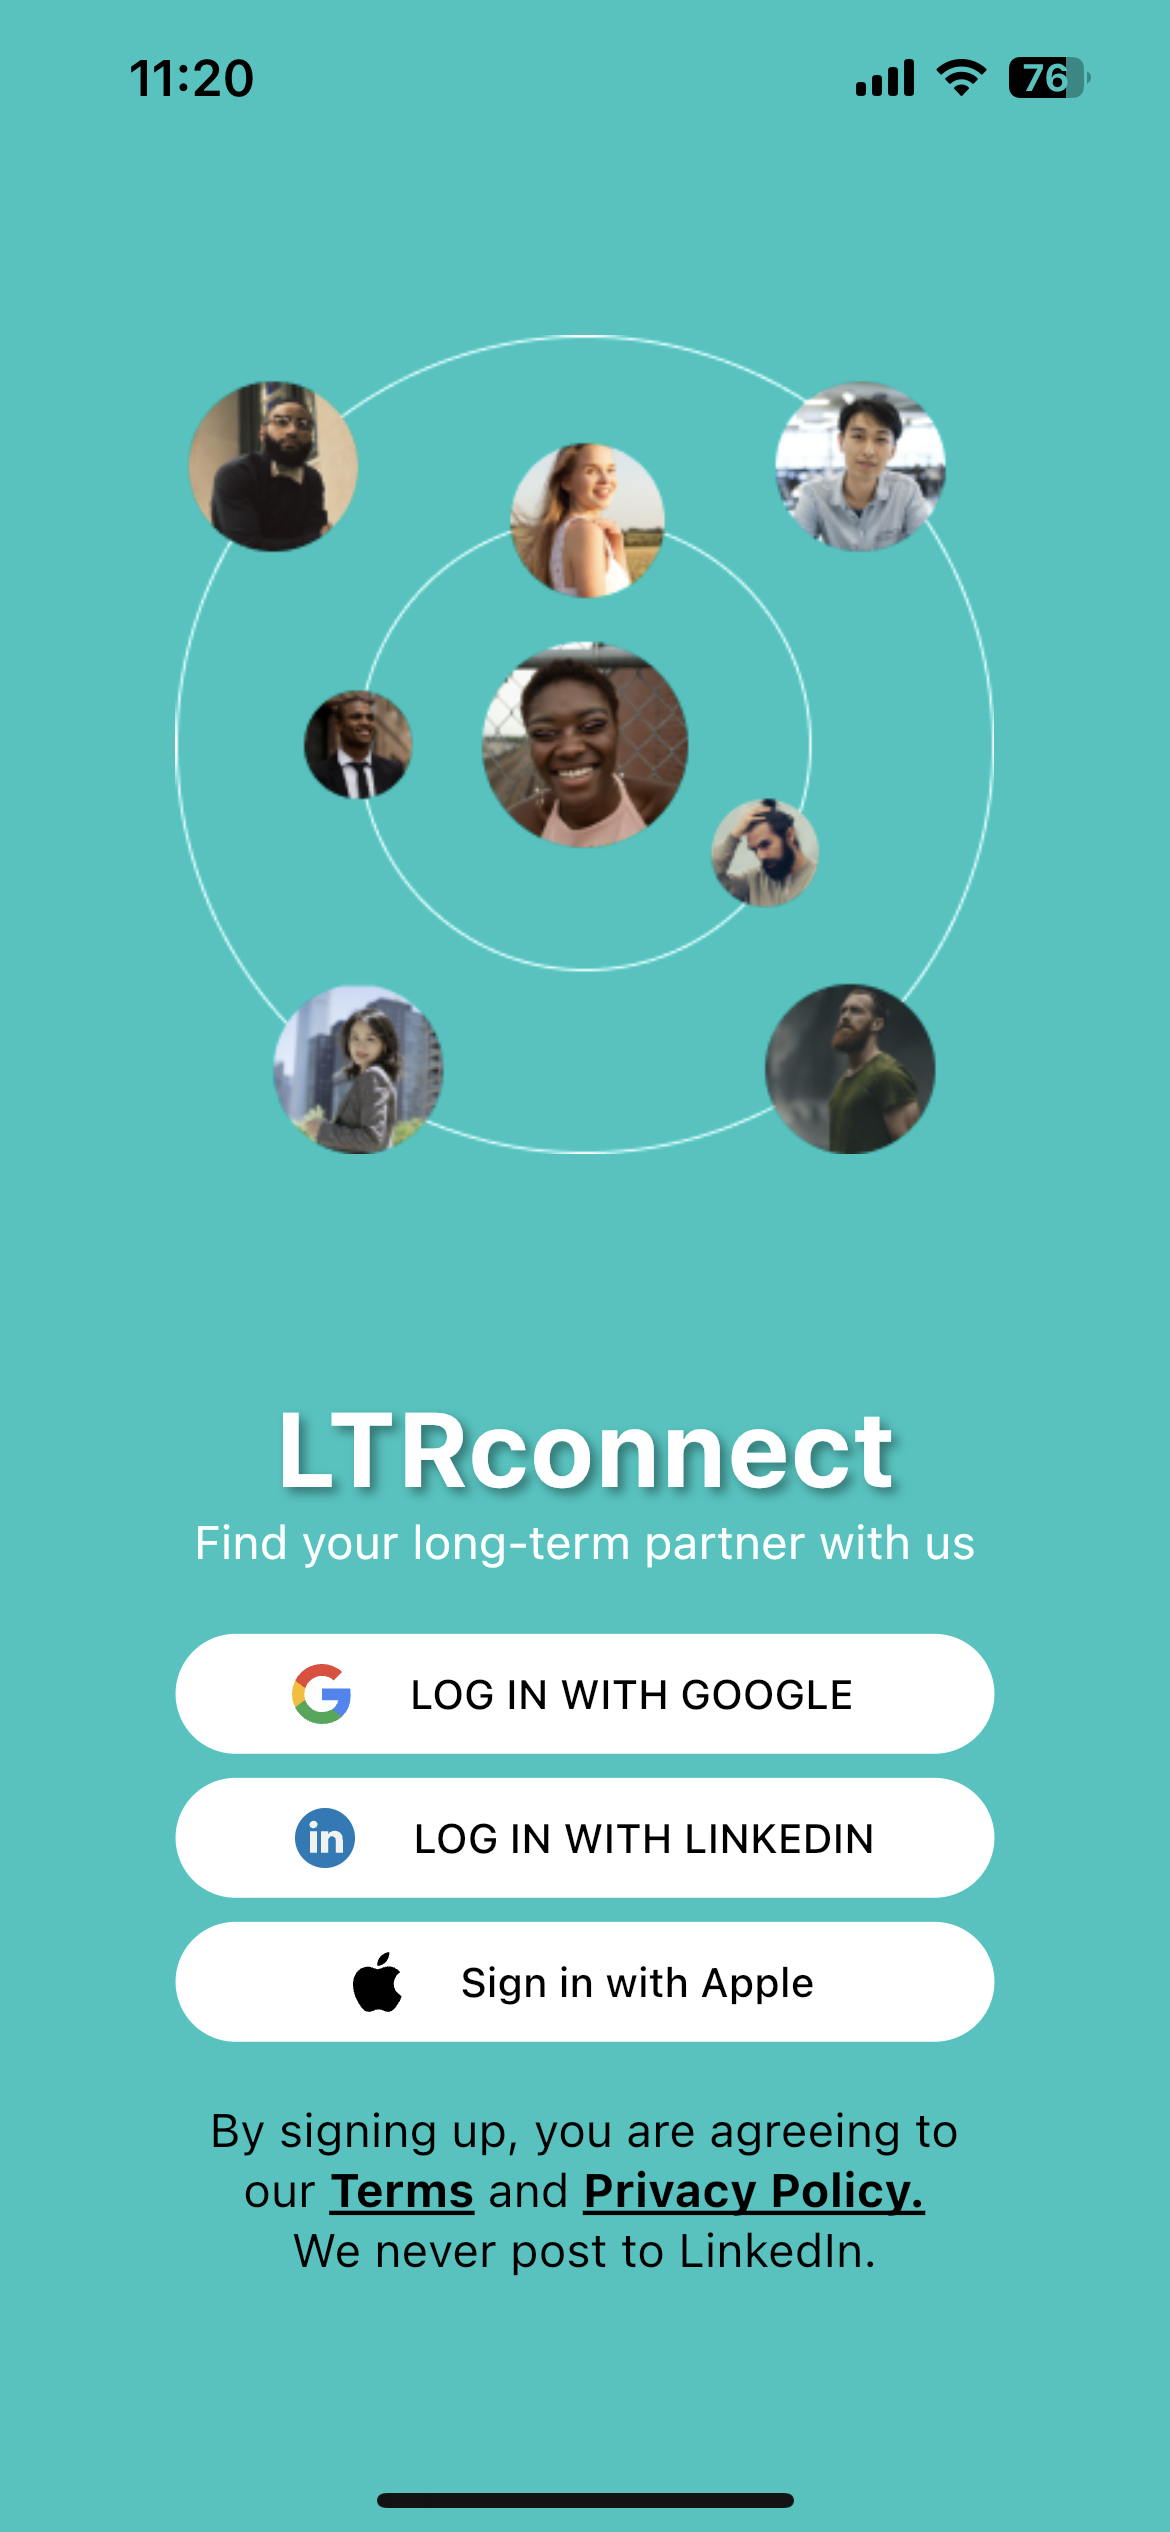 11:20
76
LTRconnect
Find your long-term partner with us
LOG IN WITH GOOGLE
in
LOG IN WITH LINKEDIN
Sign in with Apple
By signing up, you are agreeing to
our Terms and Privacy Policy.
We never post to LinkedIn.